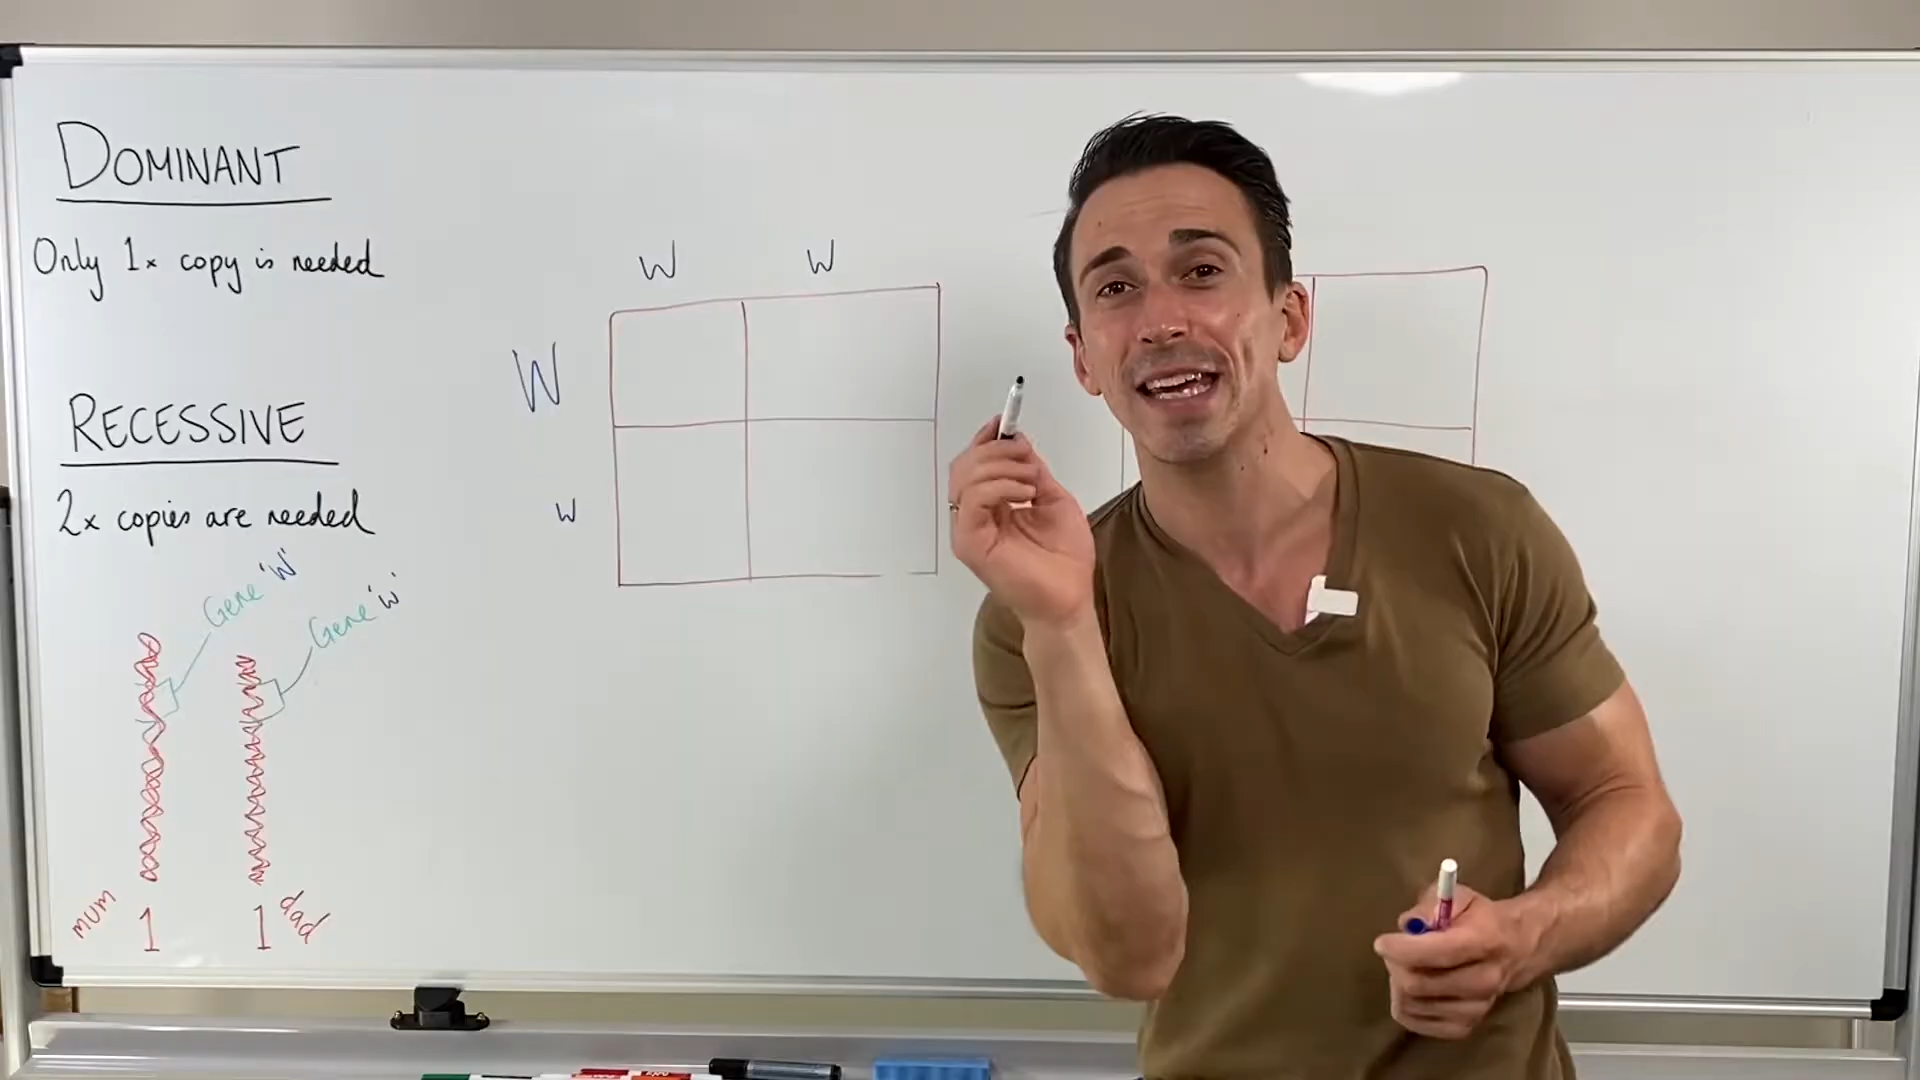 DOMINANT
Only 1x copy is needed
RECESSIVE
2x copies are needed
Gene 'W'
Gene 'w'
mum
1
1
dad
w w
W
w